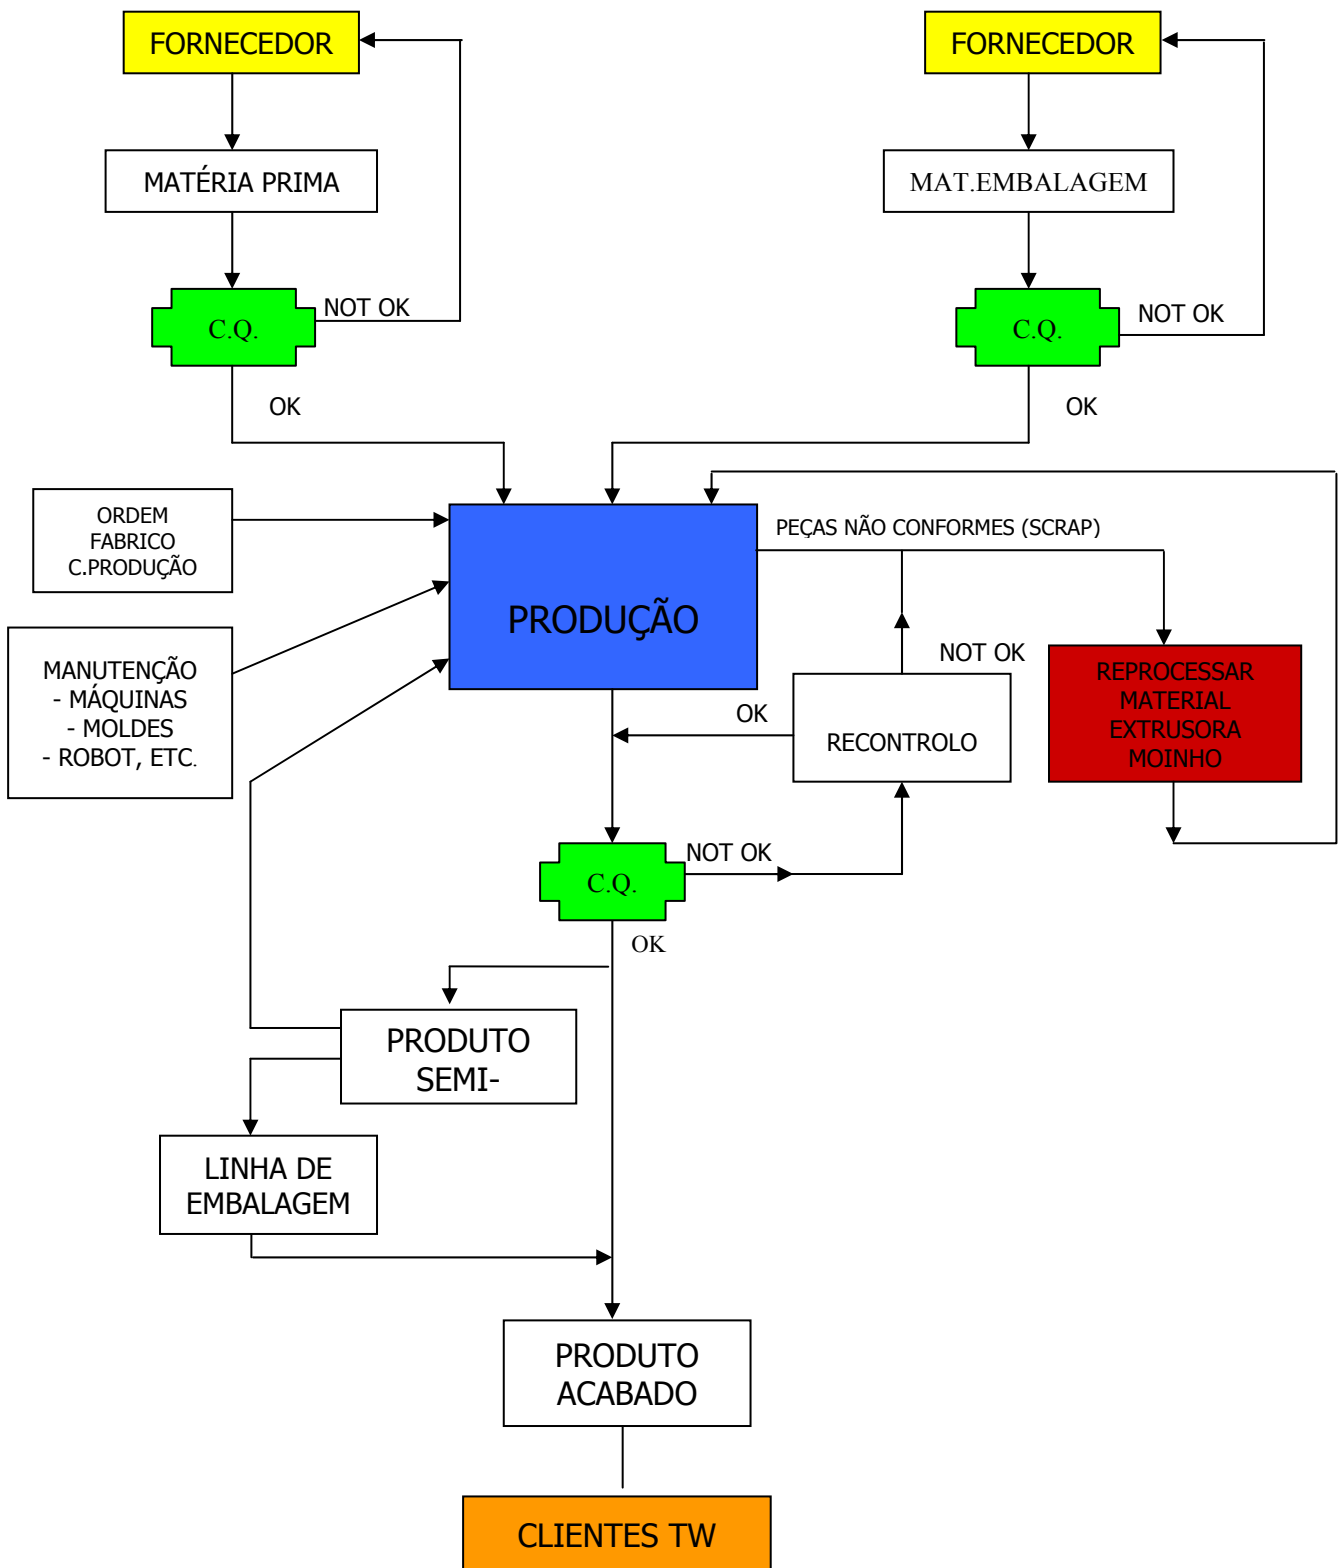 FORNECEDOR
FORNECEDOR
MATÉRIA PRIMA
MAT.EMBALAGEM
C.Q.
NOT OK
C.Q.
NOT OK
OK
OK
ORDEM
FABRICO
C.PRODUÇÃO
PRODUÇÃO
PEÇAS NÃO CONFORMES (SCRAP)
MANUTENÇÃO
- MÁQUINAS
- MOLDES
- ROBOT, ETC.
NOT OK
OK
RECONTROLO
REPROCESSAR
MATERIAL
EXTRUSORA
MOINHO
C.Q.
NOT OK
OK
PRODUTO
SEMI-
LINHA DE
EMBALAGEM
PRODUTO
ACABADO
CLIENTES TW